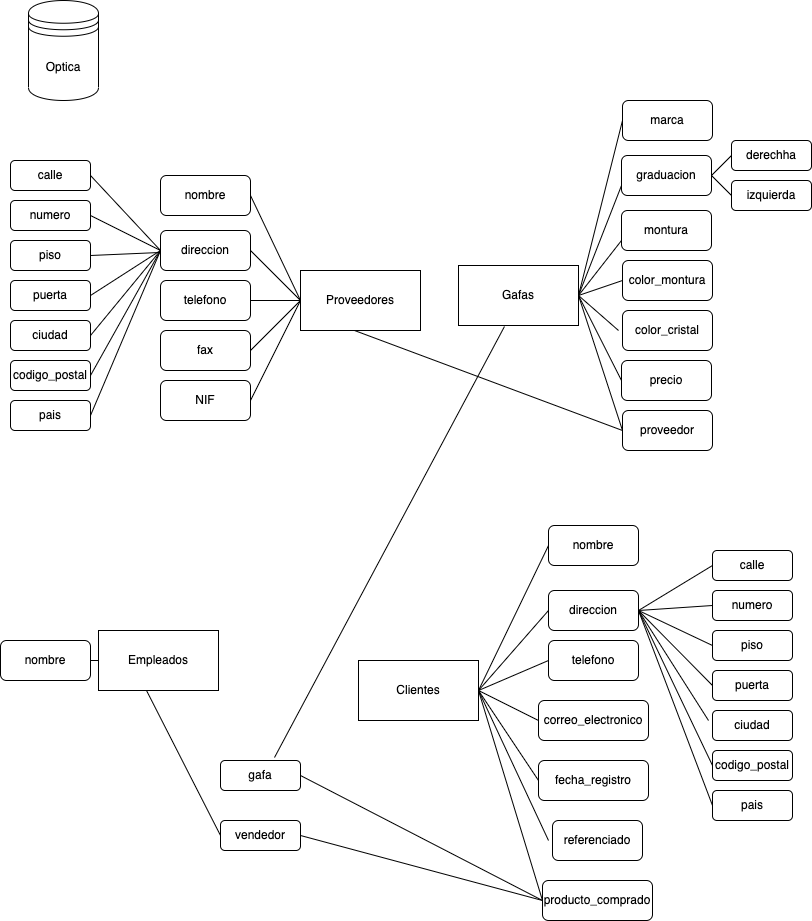 Optica
calle
numero
piso
puerta
ciudad
codigo_postal
pais
nombre
direccion
telefono
fax
NIF
Proveedores
Gafas
marca
graduacion
derechha
izquierda
montura
color_montura
color_cristal
precio
proveedor
nombre
Empleados
gafa
vendedor
Clientes
nombre
direccion
telefono
correo_electronico
fecha_registro
referenciado
producto_comprado
calle
numero
piso
puerta
ciudad
codigo_postal
pais